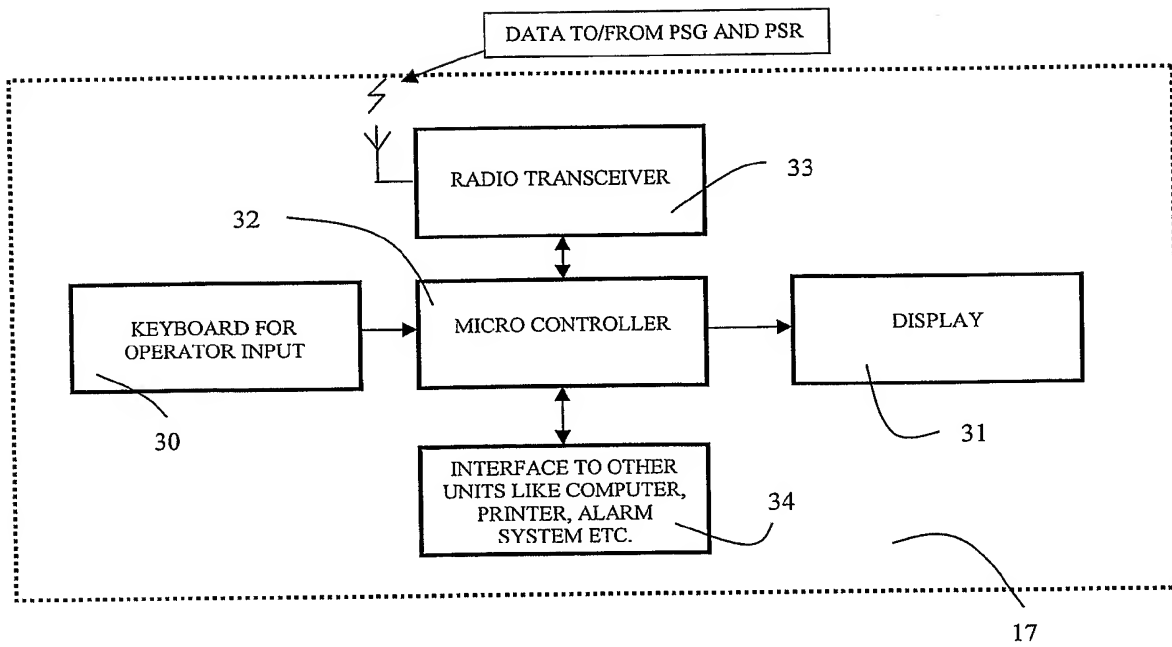 DATA TO/FROM PSG AND PSR
RADIO TRANSCEIVER
33
32
KEYBOARD FOR
OPERATOR INPUT
MICRO CONTROLLER
DISPLAY
30
31
INTERFACE TO OTHER
UNITS LIKE COMPUTER,
PRINTER, ALARM
SYSTEM ETC.
34
17